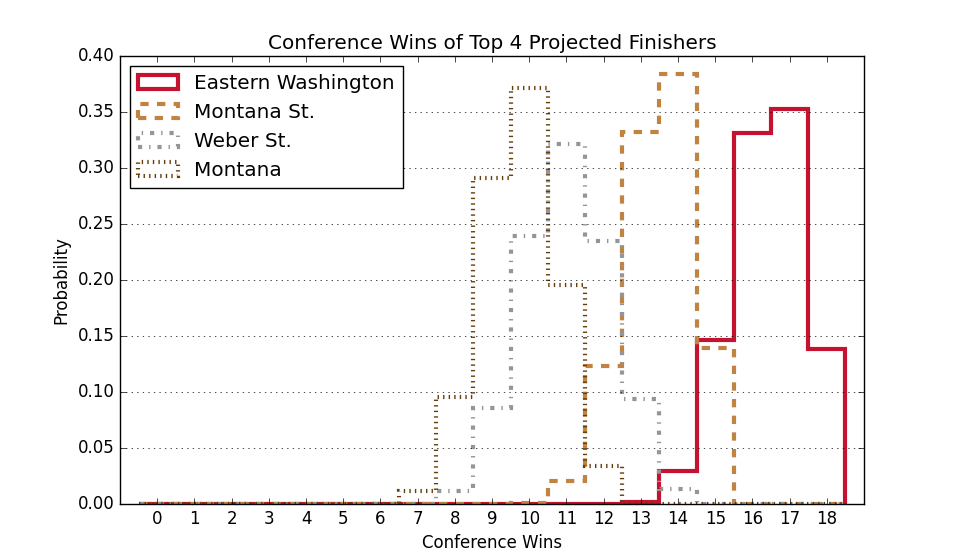 Conference Wins of Top 4 Projected Finishers
Eastern Washington
Montana St.
Weber St.
Montana
Probability
0.40
0.35
0.30
0.25
0.20
0.15
0.10
0.05
0.00
0 1 2 3 4 5 6 7 8 9 10 11 12 13 14 15 16 17 18
Conference Wins